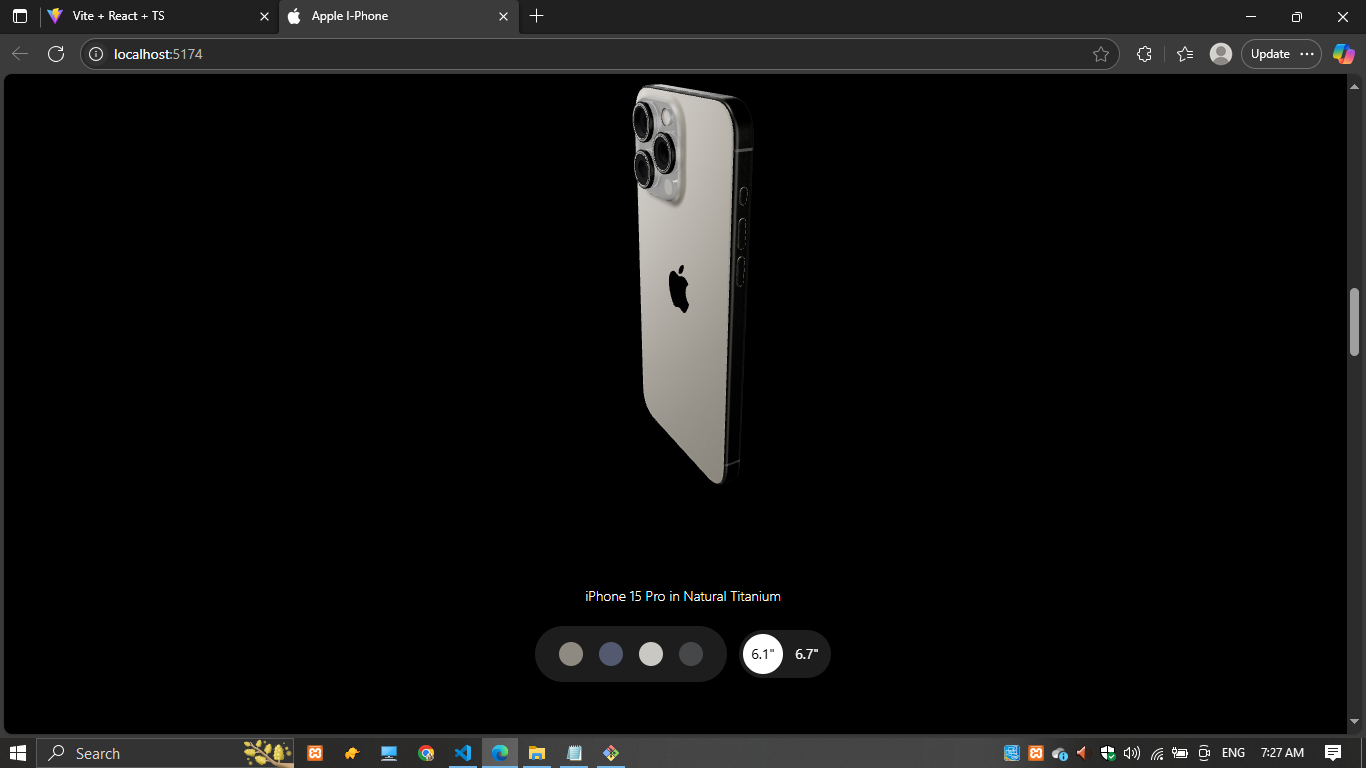 Vite + React + TS
Apple I-Phone
localhost:5174
Update
iPhone 15 Pro in Natural Titanium
6.1" 6.7"
Search
ENG
7:27 AM